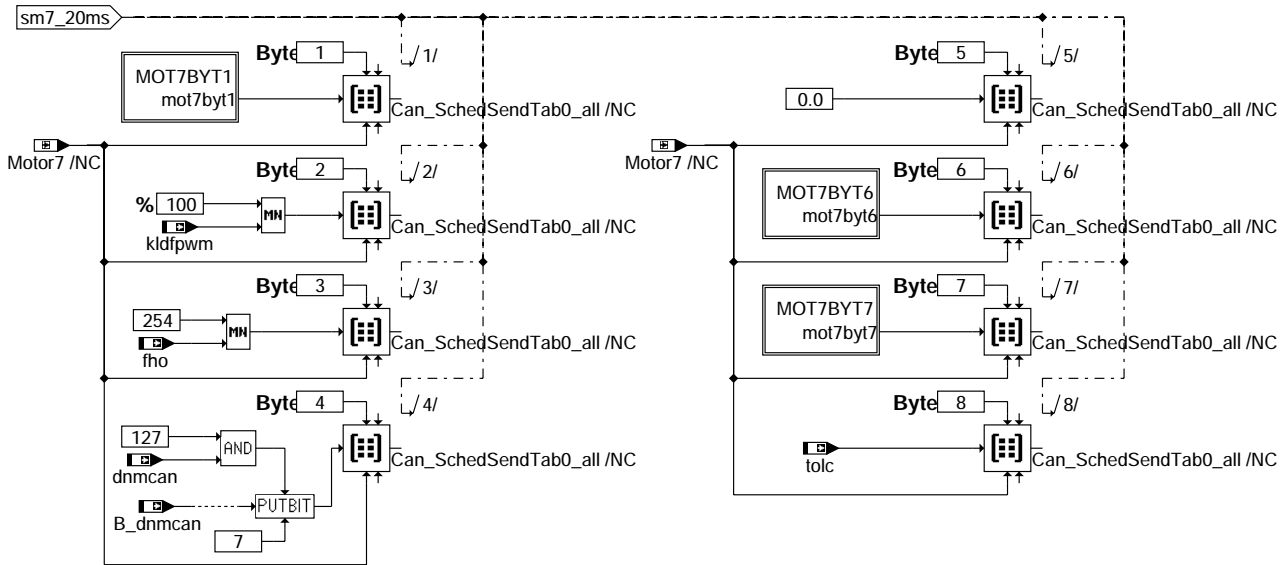 sm7_20ms
Byte 1
1/
MOT7BYT1
mot7byt1
Can_SchedSendTab0_all /NC
Motor7 /NC
Byte 2
2/
% 100
MN
kldfpwm
Can_SchedSendTab0_all /NC
Byte 3
3/
254
MN
fho
Can_SchedSendTab0_all /NC
Byte 4
4/
127
AND
dnmcan
Can_SchedSendTab0_all /NC
B_dnmcan
PUTBIT
7
Byte 5
5/
0.0
Can_SchedSendTab0_all /NC
Motor7 /NC
Byte 6
6/
MOT7BYT6
mot7byt6
Can_SchedSendTab0_all /NC
Byte 7
7/
MOT7BYT7
mot7byt7
Can_SchedSendTab0_all /NC
Byte 8
8/
tolc
Can_SchedSendTab0_all /NC